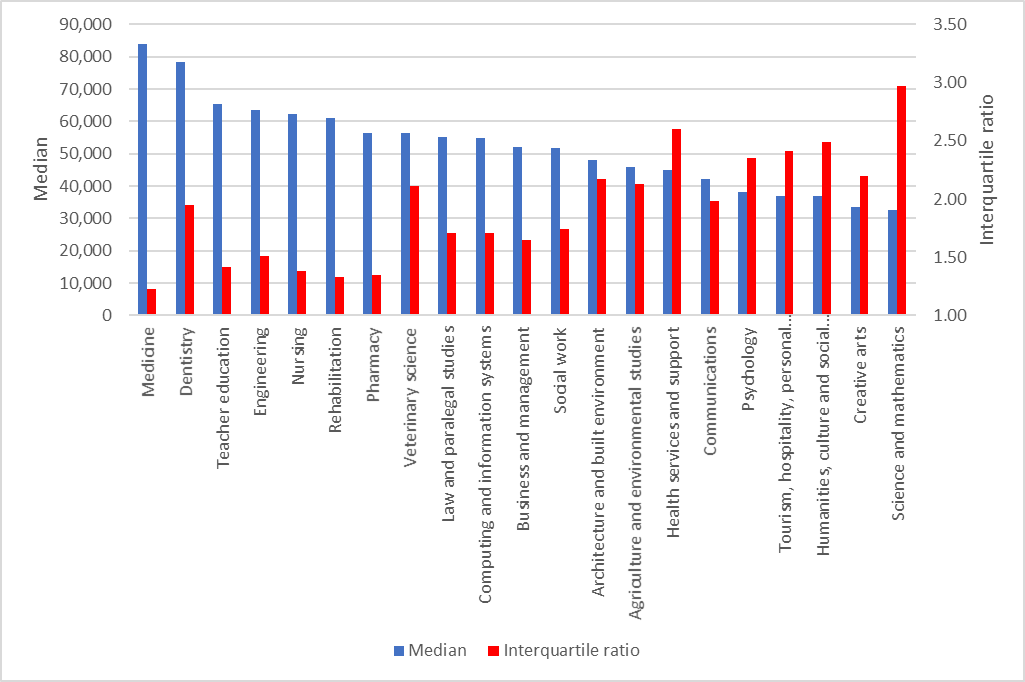 90,000
80,000
70,000
60,000
50,000
40,000
30,000
20,000
10,000
0
Median
3.50
3.00
2.50
2.00
1.50
1.00
Interquartile ratio
Medicine
Dentistry
Teacher education
Engineering
Nursing
Rehabilitation
Pharmacy
Veterinary science
Law and paralegal studies
Computing and information systems
Business and management
Social work
Architecture and built environment
Agriculture and environmental studies
Health services and support
Communications
Psychology
Tourism, hospitality, personal...
Humanities, culture and social...
Creative arts
Science and mathematics
Median
Interquartile ratio